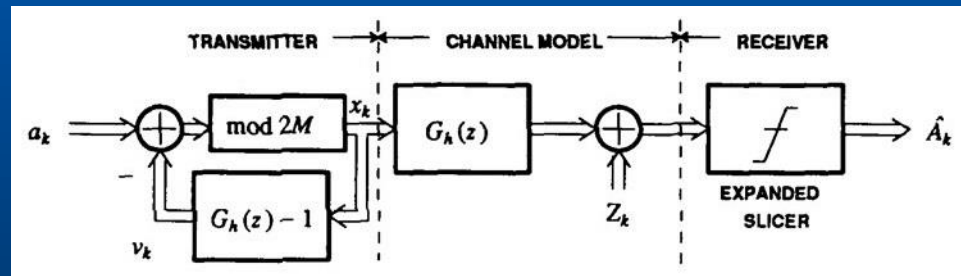 TRANSMITTER
CHANNEL MODEL
RECEIVER
a_k
mod 2M
x_k
G_h(z)
Â_k
−
G_h(z) − 1
v_k
Z_k
EXPANDED
SLICER